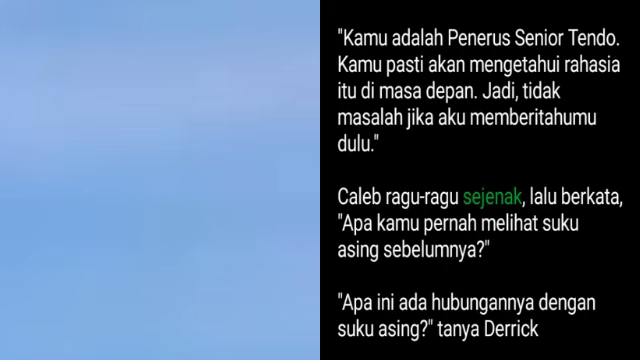 "Kamu adalah Penerus Senior Tendo.
Kamu pasti akan mengetahui rahasia
itu di masa depan. Jadi, tidak
masalah jika aku memberitahumu
dulu."
Caleb ragu-ragu sejenak, lalu berkata,
"Apa kamu pernah melihat suku
asing sebelumnya?"
"Apa ini ada hubungannya dengan
suku asing?" tanya Derrick